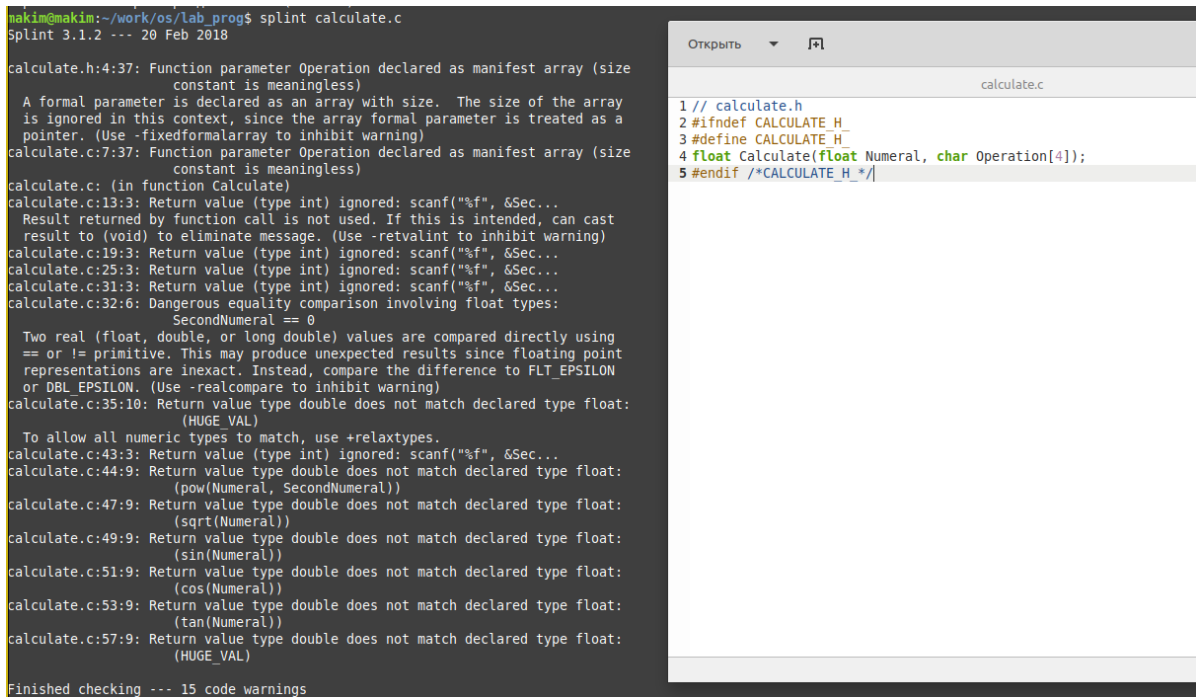 makim@makim:~/work/os/lab_prog$ splint calculate.c
Splint 3.1.2 --- 20 Feb 2018
calculate.h:4:37: Function parameter Operation declared as manifest array (size
constant is meaningless)
A formal parameter is declared as an array with size.  The size of the array
is ignored in this context, since the array formal parameter is treated as a
pointer. (Use -fixedformalarray to inhibit warning)
calculate.c:7:37: Function parameter Operation declared as manifest array (size
constant is meaningless)
calculate.c: (in function Calculate)
calculate.c:13:3: Return value (type int) ignored: scanf("%f", &Sec...
Result returned by function call is not used. If this is intended, can cast
result to (void) to eliminate message. (Use -retvalint to inhibit warning)
calculate.c:19:3: Return value (type int) ignored: scanf("%f", &Sec...
calculate.c:25:3: Return value (type int) ignored: scanf("%f", &Sec...
calculate.c:31:3: Return value (type int) ignored: scanf("%f", &Sec...
calculate.c:32:6: Dangerous equality comparison involving float types:
SecondNumeral == 0
Two real (float, double, or long double) values are compared directly using
== or != primitive. This may produce unexpected results since floating point
representations are inexact. Instead, compare the difference to FLT_EPSILON
or DBL_EPSILON. (Use -realcompare to inhibit warning)
calculate.c:35:10: Return value type double does not match declared type float:
(HUGE_VAL)
To allow all numeric types to match, use +relaxtypes.
calculate.c:43:3: Return value (type int) ignored: scanf("%f", &Sec...
calculate.c:44:9: Return value type double does not match declared type float:
(pow(Numeral, SecondNumeral))
calculate.c:47:9: Return value type double does not match declared type float:
(sqrt(Numeral))
calculate.c:49:9: Return value type double does not match declared type float:
(sin(Numeral))
calculate.c:51:9: Return value type double does not match declared type float:
(cos(Numeral))
calculate.c:53:9: Return value type double does not match declared type float:
(tan(Numeral))
calculate.c:57:9: Return value type double does not match declared type float:
(HUGE_VAL)
Finished checking --- 15 code warnings
Открыть
calculate.c
1 // calculate.h
2 #ifndef CALCULATE_H_
3 #define CALCULATE_H_
4 float Calculate(float Numeral, char Operation[4]);
5 #endif /*CALCULATE_H_*/